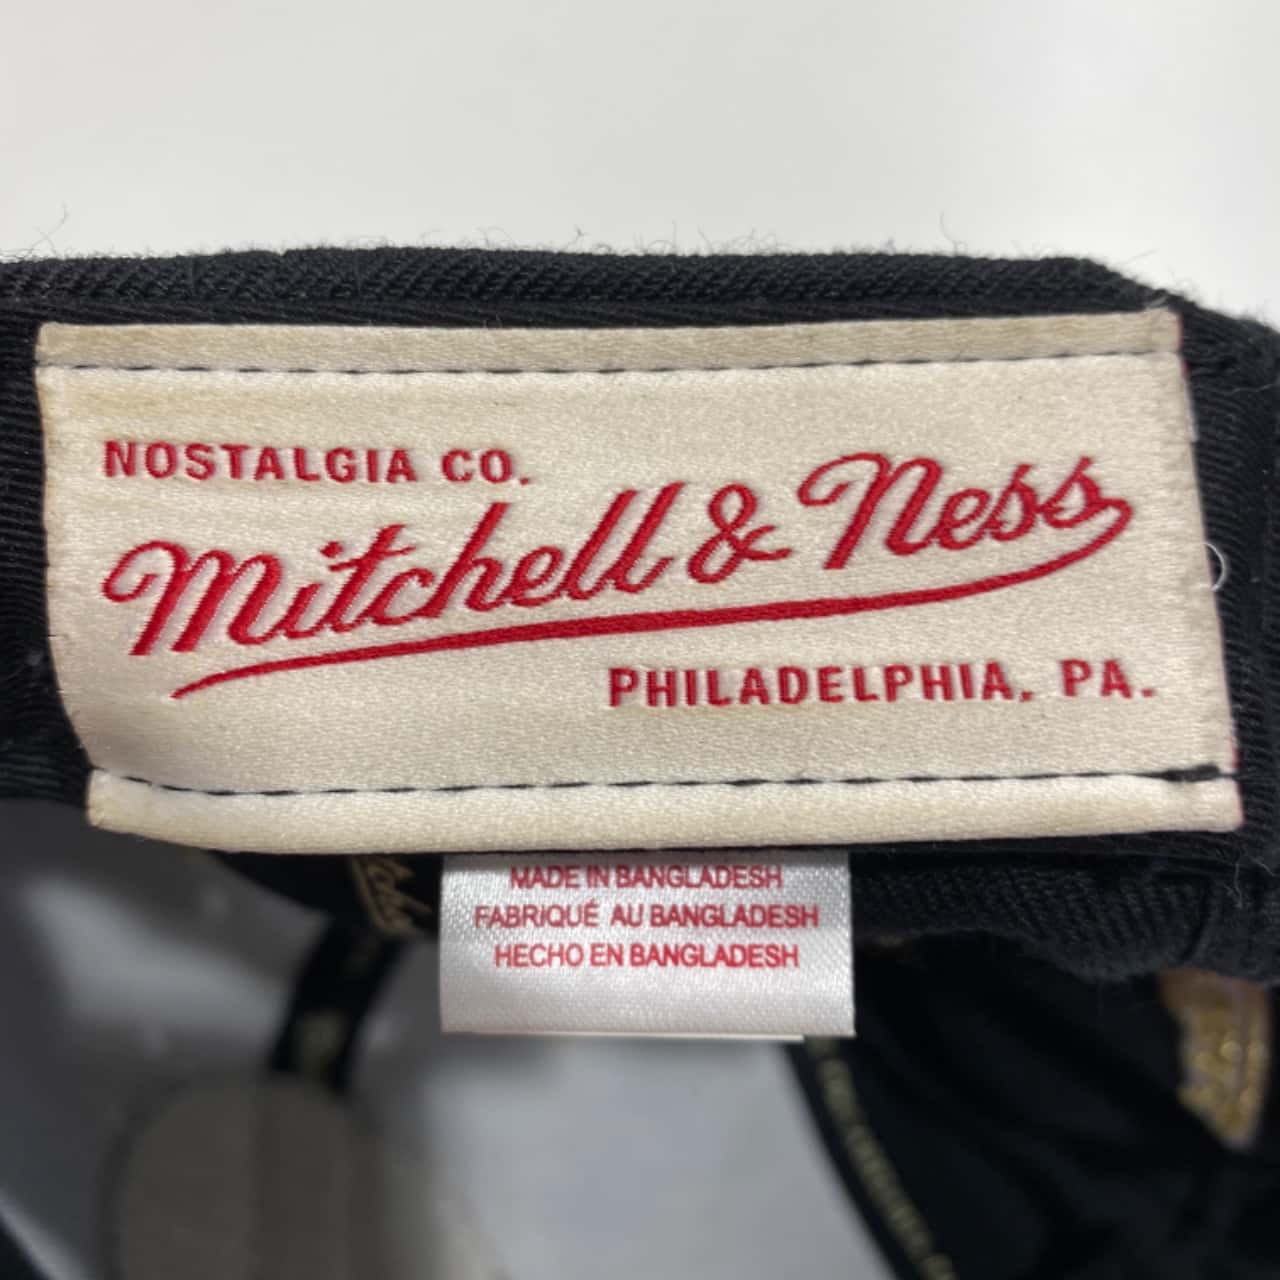 NOSTALGIA CO.
Mitchell & Ness
PHILADELPHIA, PA.
MADE IN BANGLADESH
FABRIQUÉ AU BANGLADESH
HECHO EN BANGLADESH